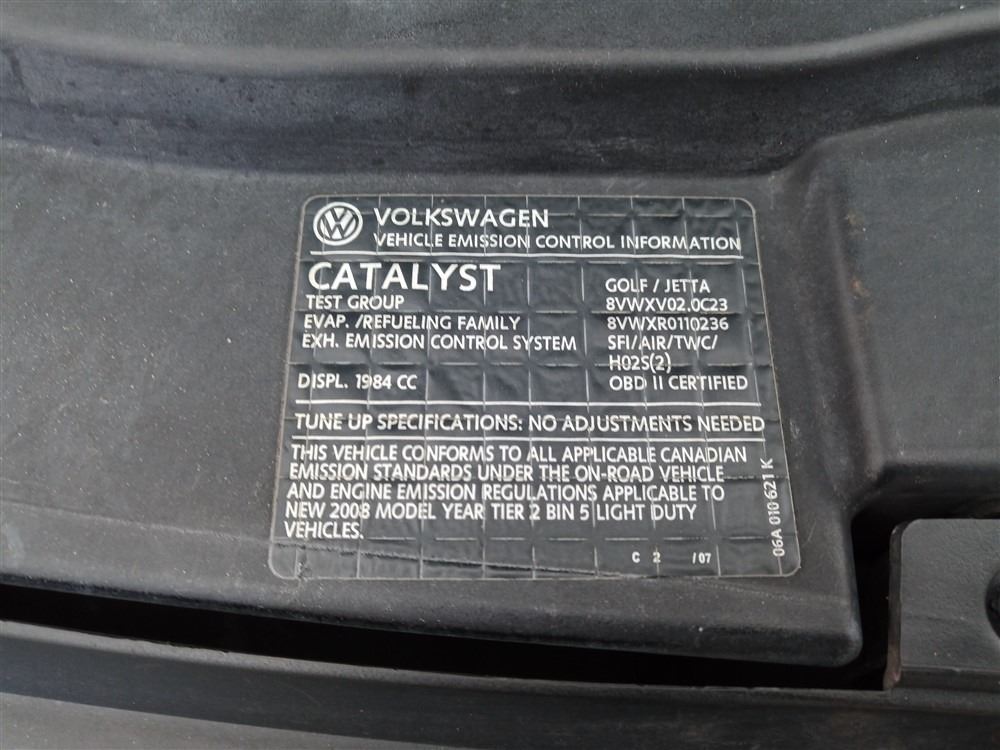 VOLKSWAGEN
VEHICLE EMISSION CONTROL INFORMATION
CATALYST GOLF / JETTA
TEST GROUP 8VWXV02.0C23
EVAP. /REFUELING FAMILY 8VWXR0110236
EXH. EMISSION CONTROL SYSTEM SFI/AIR/TWC/
H02S(2)
DISPL. 1984 CC OBD II CERTIFIED
TUNE UP SPECIFICATIONS: NO ADJUSTMENTS NEEDED
THIS VEHICLE CONFORMS TO ALL APPLICABLE CANADIAN
EMISSION STANDARDS UNDER THE ON-ROAD VEHICLE
AND ENGINE EMISSION REGULATIONS APPLICABLE TO
NEW 2008 MODEL YEAR TIER 2 BIN 5 LIGHT DUTY
VEHICLES.
C 2 /07
06A 010 621 K